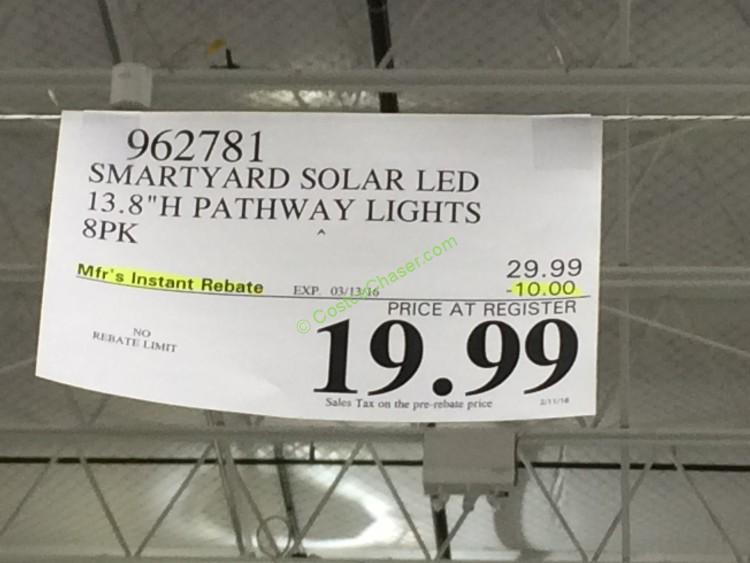 962781
SMARTYARD SOLAR LED
13.8"H PATHWAY LIGHTS
8PK
29.99
Mfr's Instant Rebate EXP. 03/13/16 -10.00
© CostcoChaser.com
PRICE AT REGISTER
NO
REBATE LIMIT
19.99
Sales Tax on the pre-rebate price 2/11/16